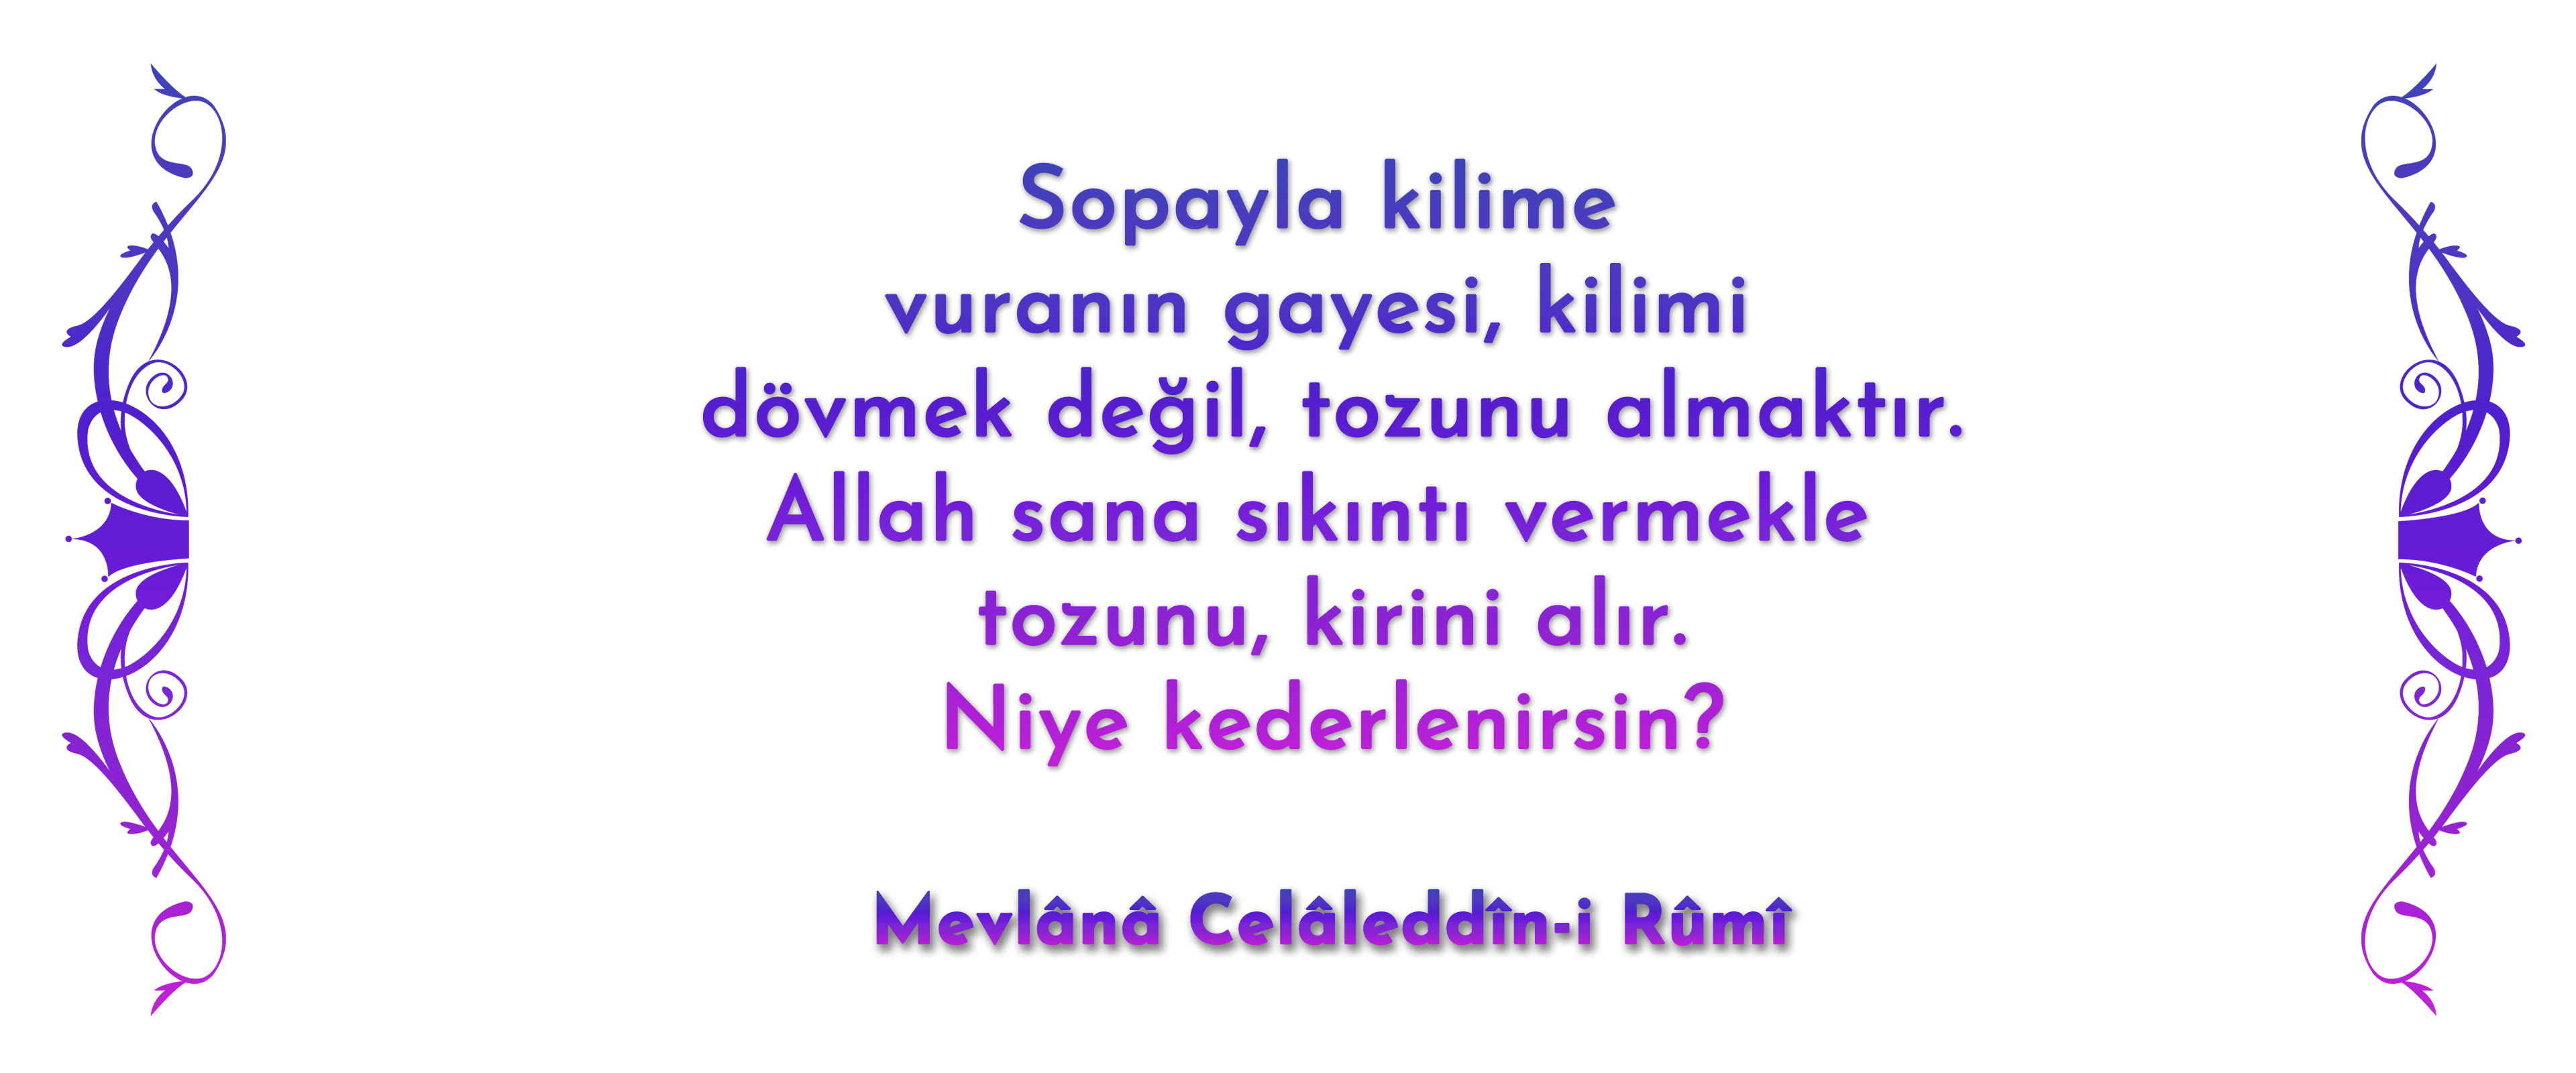 Sopayla kilime
vuranın gayesi, kilimi
dövmek değil, tozunu almaktır.
Allah sana sıkıntı vermekle
tozunu, kirini alır.
Niye kederlenirsin?
Mevlânâ Celâleddîn-i Rûmî